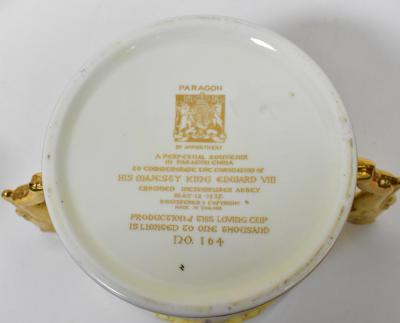 PARAGON
BY APPOINTMENT
A PERPETUAL SOUVENIR
IN PARAGON CHINA
TO COMMEMORATE THE CORONATION OF
HIS MAJESTY KING EDWARD VIII
CROWNED WESTMINSTER ABBEY
MAY·12·1937·
REGISTERED & COPYRIGHT
MADE IN ENGLAND
PRODUCTION OF THIS LOVING CUP
IS LIMITED TO ONE THOUSAND
NO. 164